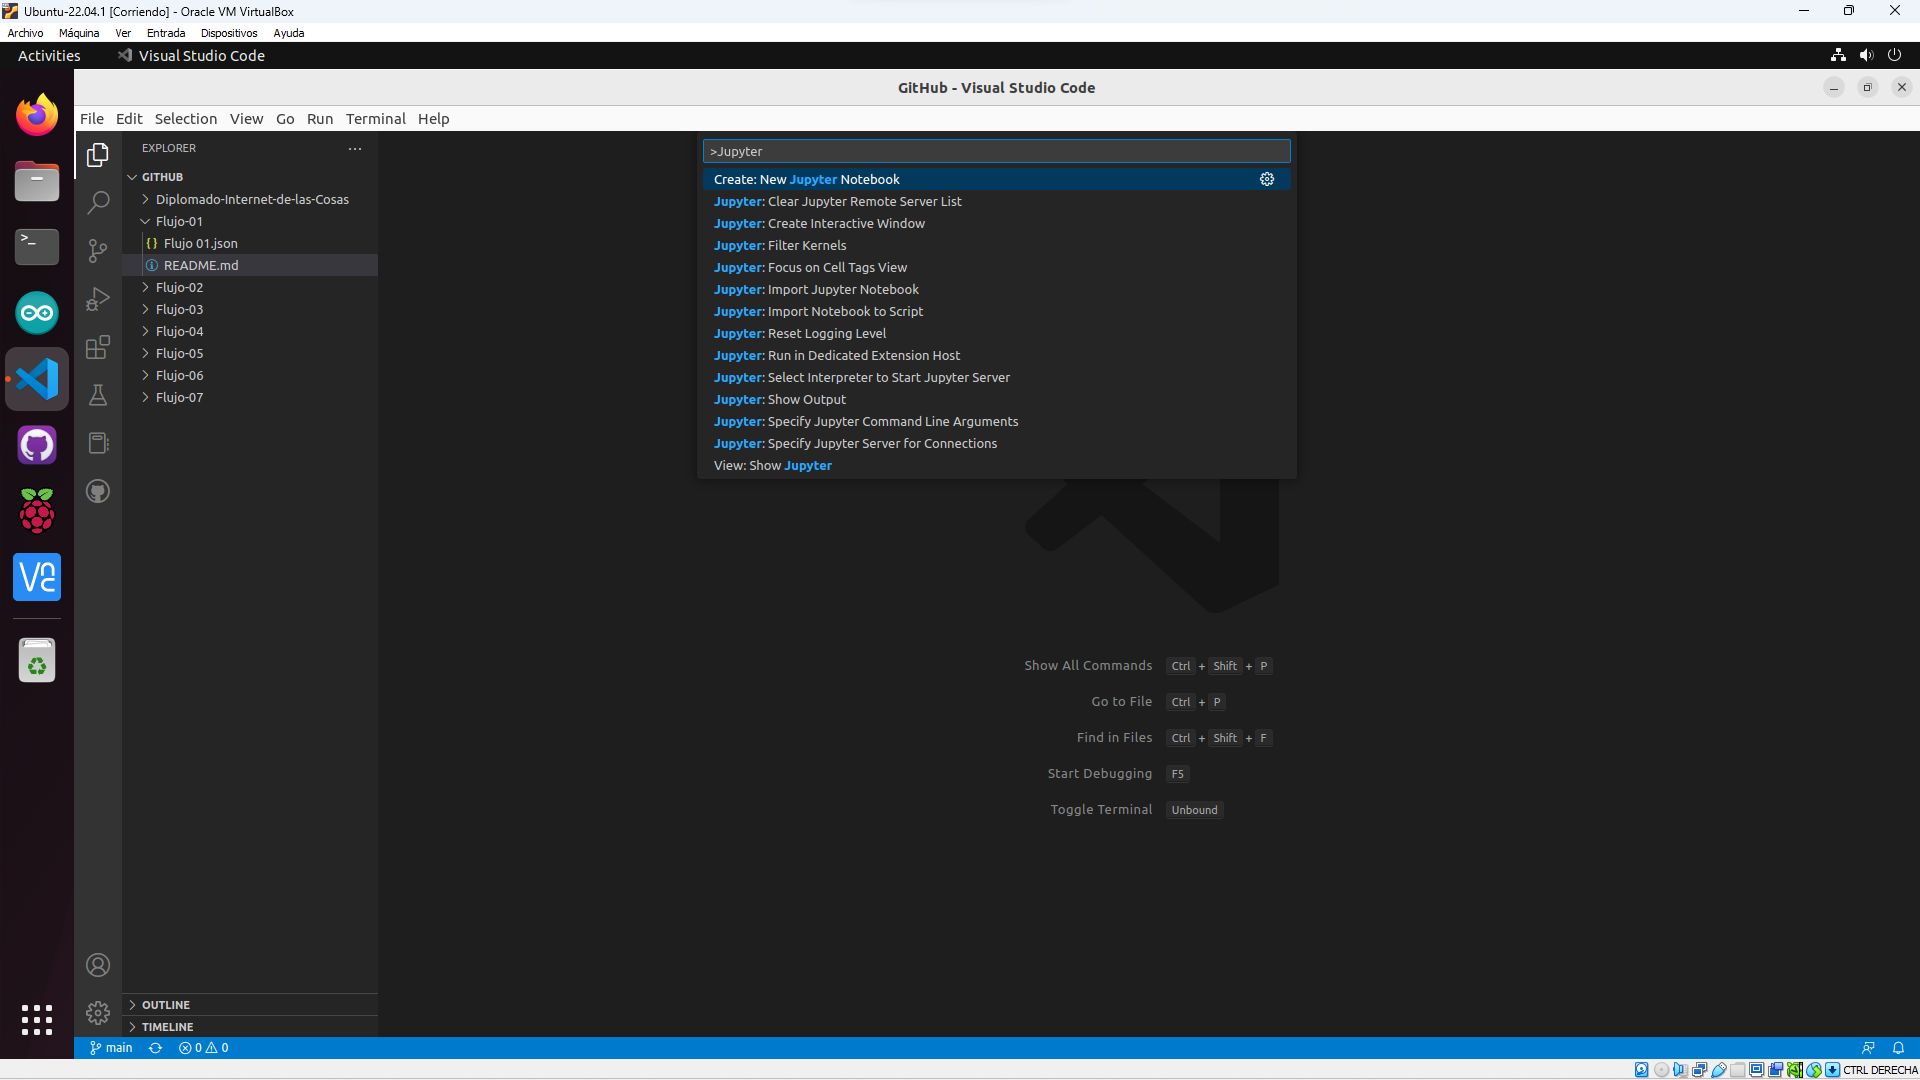 Ubuntu-22.04.1 [Corriendo] - Oracle VM VirtualBox
Archivo Máquina Ver Entrada Dispositivos Ayuda
Activities Visual Studio Code
GitHub - Visual Studio Code
File Edit Selection View Go Run Terminal Help
EXPLORER
GITHUB
Diplomado-Internet-de-las-Cosas
Flujo-01
{} Flujo 01.json
README.md
Flujo-02
Flujo-03
Flujo-04
Flujo-05
Flujo-06
Flujo-07
OUTLINE
TIMELINE
>Jupyter
Create: New Jupyter Notebook
Jupyter: Clear Jupyter Remote Server List
Jupyter: Create Interactive Window
Jupyter: Filter Kernels
Jupyter: Focus on Cell Tags View
Jupyter: Import Jupyter Notebook
Jupyter: Import Notebook to Script
Jupyter: Reset Logging Level
Jupyter: Run in Dedicated Extension Host
Jupyter: Select Interpreter to Start Jupyter Server
Jupyter: Show Output
Jupyter: Specify Jupyter Command Line Arguments
Jupyter: Specify Jupyter Server for Connections
View: Show Jupyter
Show All Commands Ctrl + Shift + P
Go to File Ctrl + P
Find in Files Ctrl + Shift + F
Start Debugging F5
Toggle Terminal Unbound
main 0 0
CTRL DERECHA